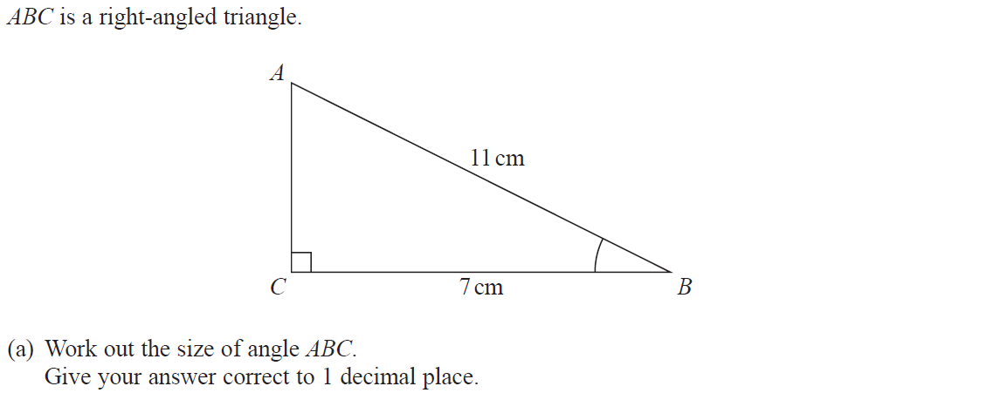 ABC is a right-angled triangle.
A
11 cm
C
7 cm
B
(a) Work out the size of angle ABC.
Give your answer correct to 1 decimal place.